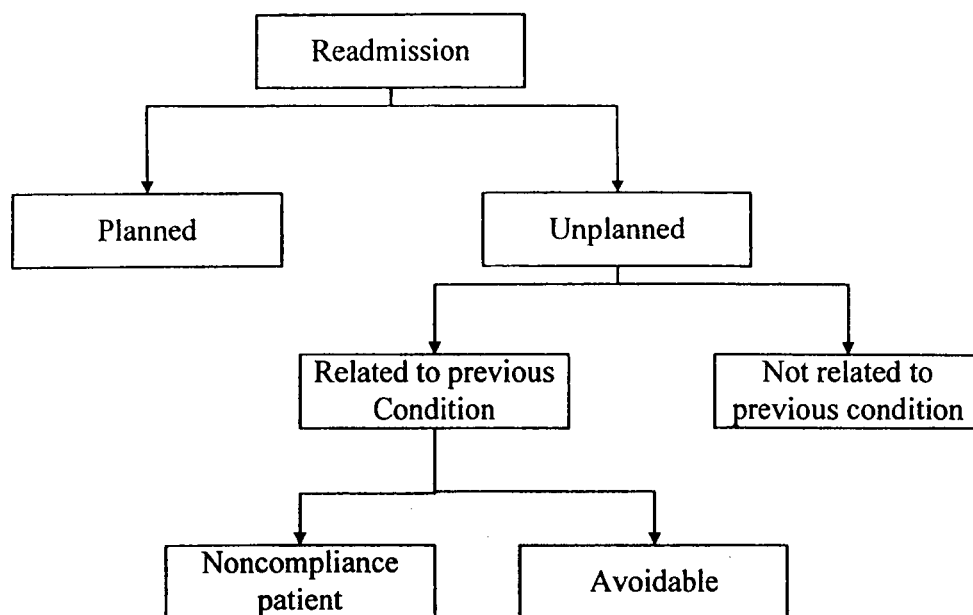 Readmission
Planned
Unplanned
Related to previous
Condition
Not related to
previous condition
Noncompliance
patient
Avoidable